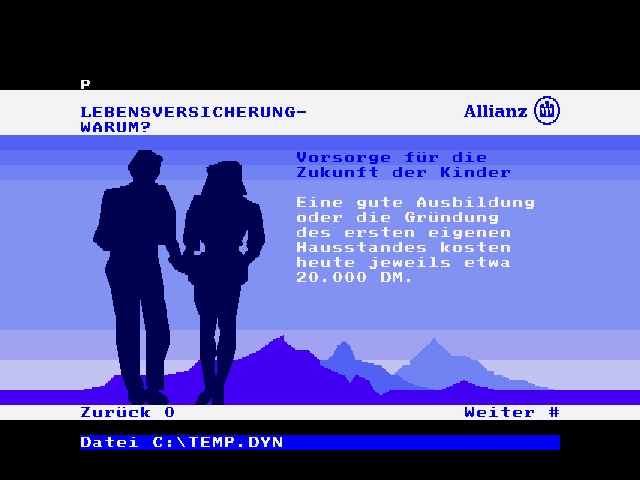 P
LEBENSVERSICHERUNG-
WARUM?
Allianz
Vorsorge für die
Zukunft der Kinder
Eine gute Ausbildung
oder die Gründung
des ersten eigenen
Hausstandes kosten
heute jeweils etwa
20.000 DM.
Zurück 0
Weiter #
Datei C:\TEMP.DYN